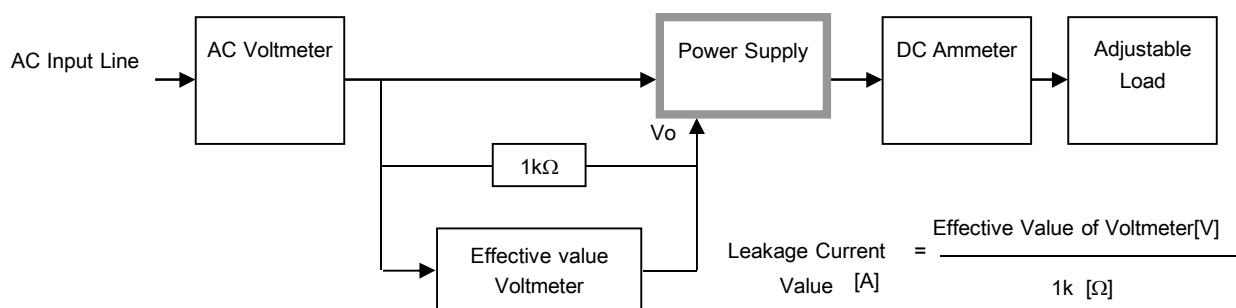 AC Input Line
AC Voltmeter
Power Supply
DC Ammeter
Adjustable
Load
Vo
1kΩ
Effective value
Voltmeter
Leakage Current
Value [A]
=
Effective Value of Voltmeter[V]
1k [Ω]